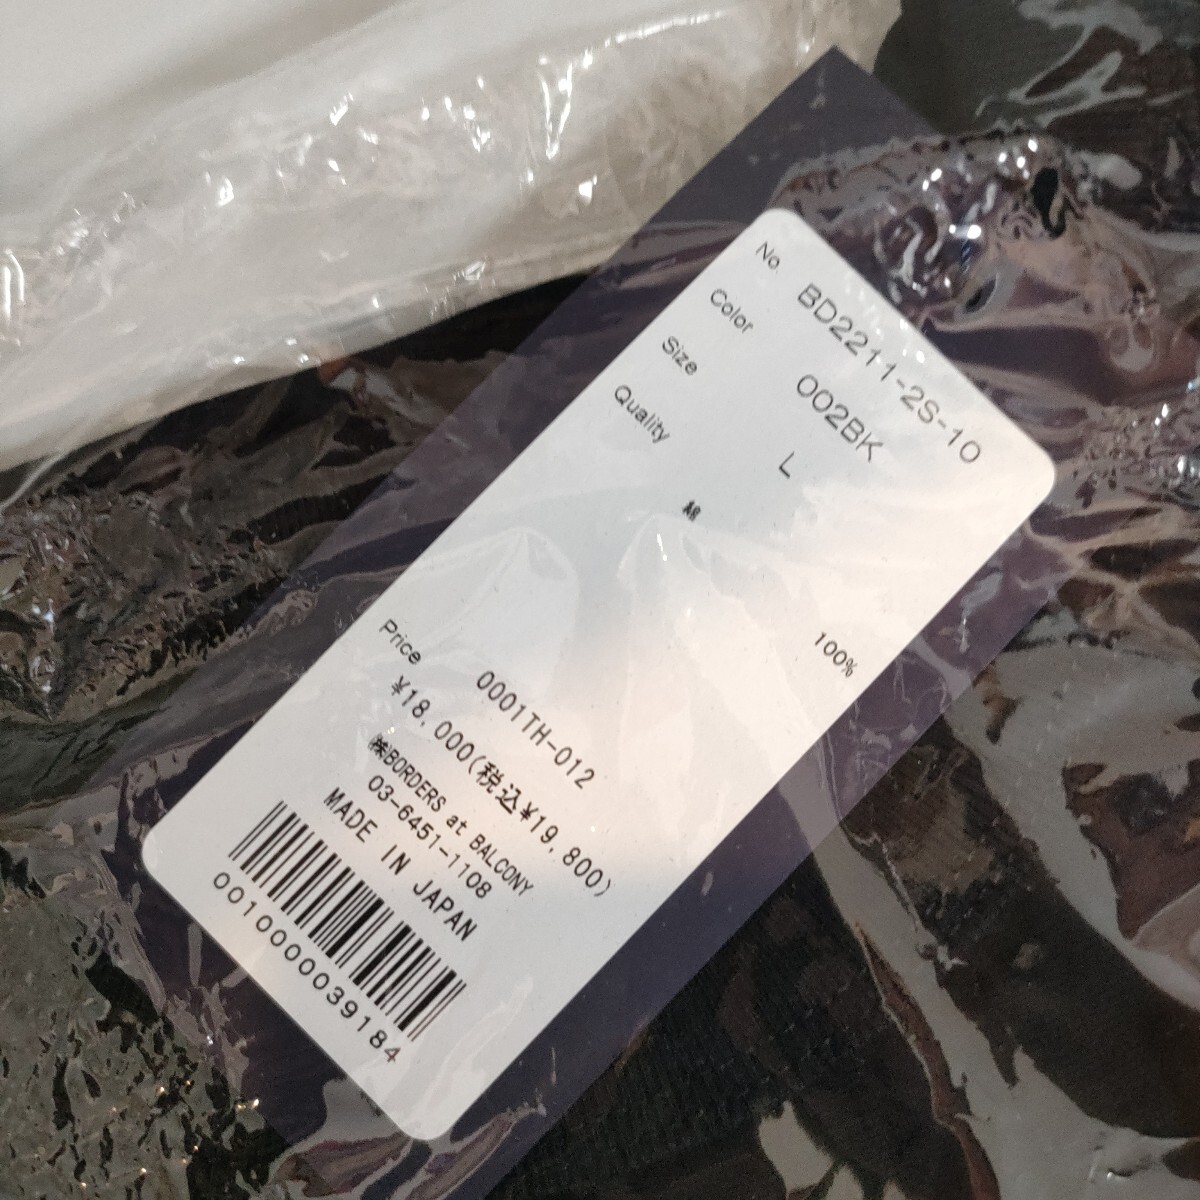 No. BD2211-2S-10
Color 002BK
Size L
Quality
綿 100%
0001TH-012
Price ¥18,000(税込¥19,800)
㈱BORDERS at BALCONY
03-6451-1108
MADE IN JAPAN
0010000039184